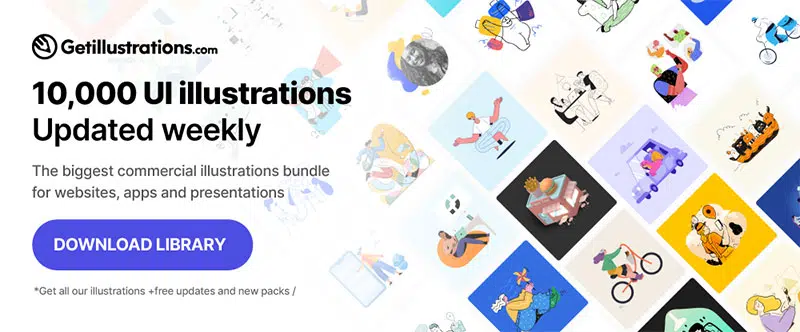 Getillustrations.com
10,000 UI illustrations
Updated weekly
The biggest commercial illustrations bundle
for websites, apps and presentations
DOWNLOAD LIBRARY
*Get all our illustrations +free updates and new packs /